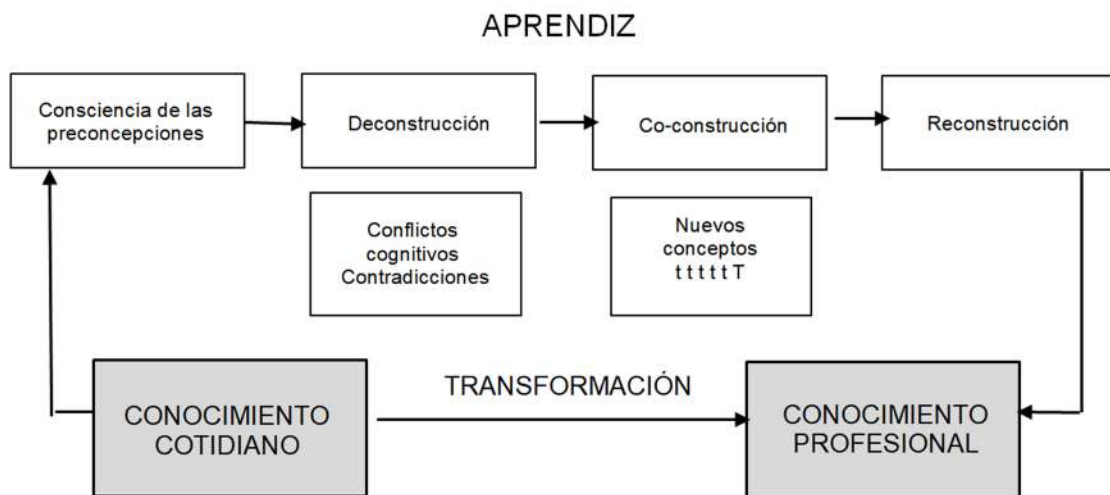 APRENDIZ
Consciencia de las
preconcepciones
Deconstrucción
Co-construcción
Reconstrucción
Conflictos
cognitivos
Contradicciones
Nuevos
conceptos
t t t t t T
TRANSFORMACIÓN
CONOCIMIENTO
COTIDIANO
CONOCIMIENTO
PROFESIONAL